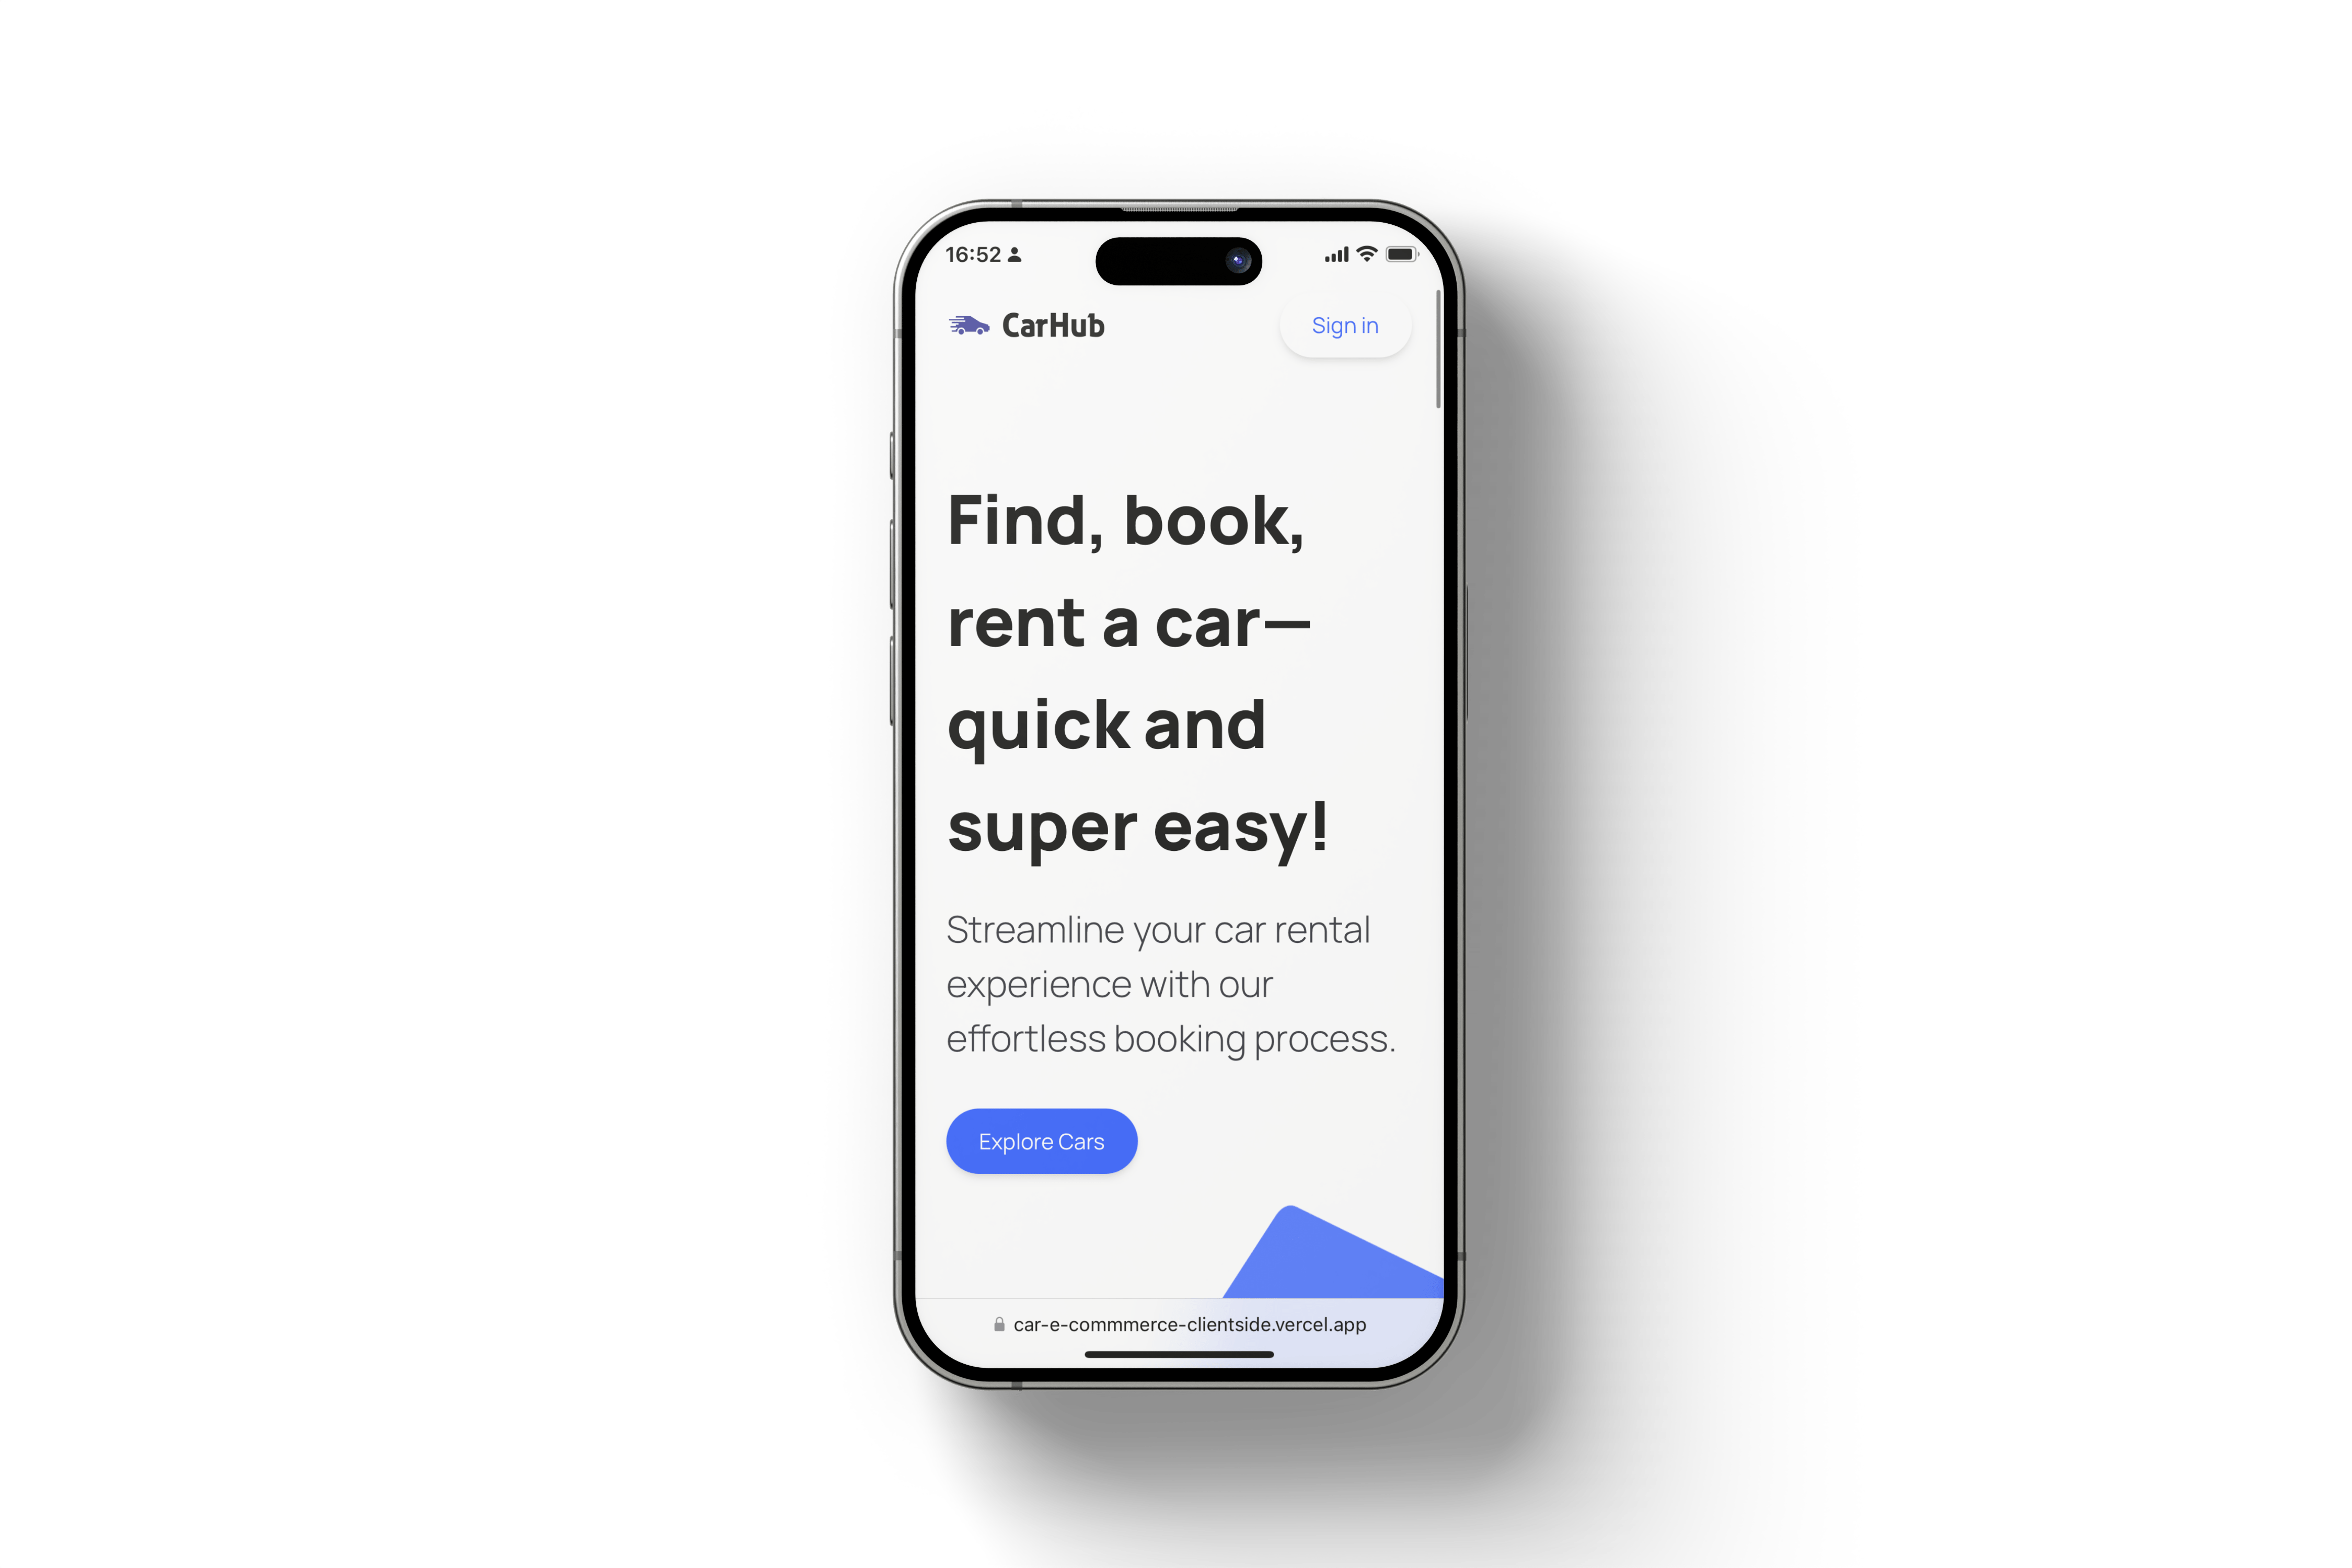 16:52
CarHub
Sign in
Find, book,
rent a car—
quick and
super easy!
Streamline your car rental
experience with our
effortless booking process.
Explore Cars
car-e-commmerce-clientside.vercel.app